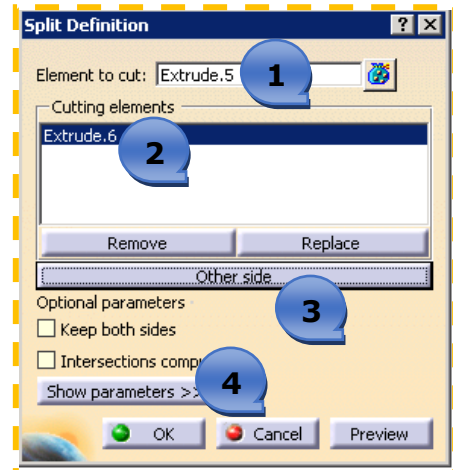 Split Definition ? X
Element to cut: Extrude.5 1
Cutting elements
Extrude.6 2
Remove Replace
Other side
3
Optional parameters
Keep both sides
Intersections
Show parameters >> 4
OK Cancel Preview